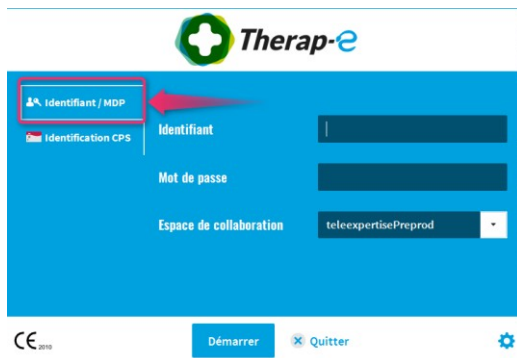 Therap-e
Identifiant / MDP
Identification CPS
Identifiant
Mot de passe
Espace de collaboration
teleexpertisePreprod
CE 2010
Démarrer
Quitter